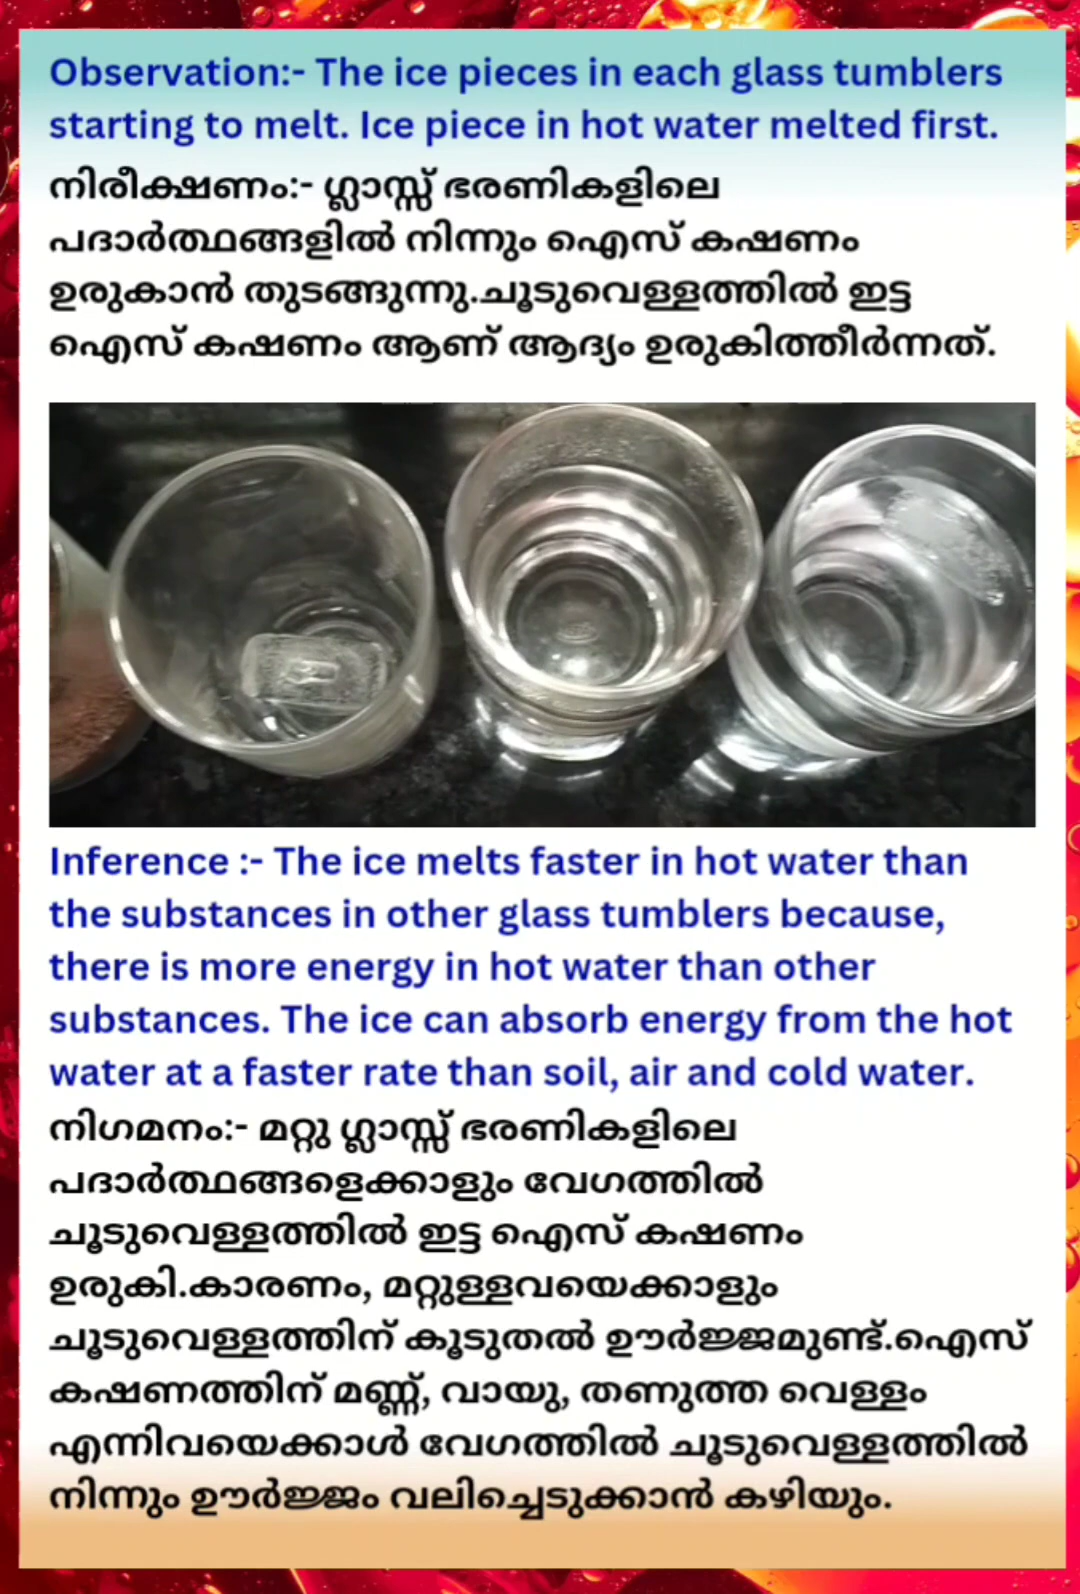 Observation:- The ice pieces in each glass tumblers
starting to melt. Ice piece in hot water melted first.
നിരീക്ഷണം:- ഗ്ലാസ്സ് ഭരണികളിലെ
പദാർത്ഥങ്ങളിൽ നിന്നും ഐസ് കഷണം
ഉരുകാൻ തുടങ്ങുന്നു.ചൂടുവെള്ളത്തിൽ ഇട്ട
ഐസ് കഷണം ആണ് ആദ്യം ഉരുകിത്തീർന്നത്.
Inference :- The ice melts faster in hot water than
the substances in other glass tumblers because,
there is more energy in hot water than other
substances. The ice can absorb energy from the hot
water at a faster rate than soil, air and cold water.
നിഗമനം:- മറ്റു ഗ്ലാസ്സ് ഭരണികളിലെ
പദാർത്ഥങ്ങളെക്കാളും വേഗത്തിൽ
ചൂടുവെള്ളത്തിൽ ഇട്ട ഐസ് കഷണം
ഉരുകി.കാരണം, മറ്റുള്ളവയെക്കാളും
ചൂടുവെള്ളത്തിന് കൂടുതൽ ഊർജ്ജമുണ്ട്.ഐസ്
കഷണത്തിന് മണ്ണ്, വായു, തണുത്ത വെള്ളം
എന്നിവയെക്കാൾ വേഗത്തിൽ ചൂടുവെള്ളത്തിൽ
നിന്നും ഊർജ്ജം വലിച്ചെടുക്കാൻ കഴിയും.